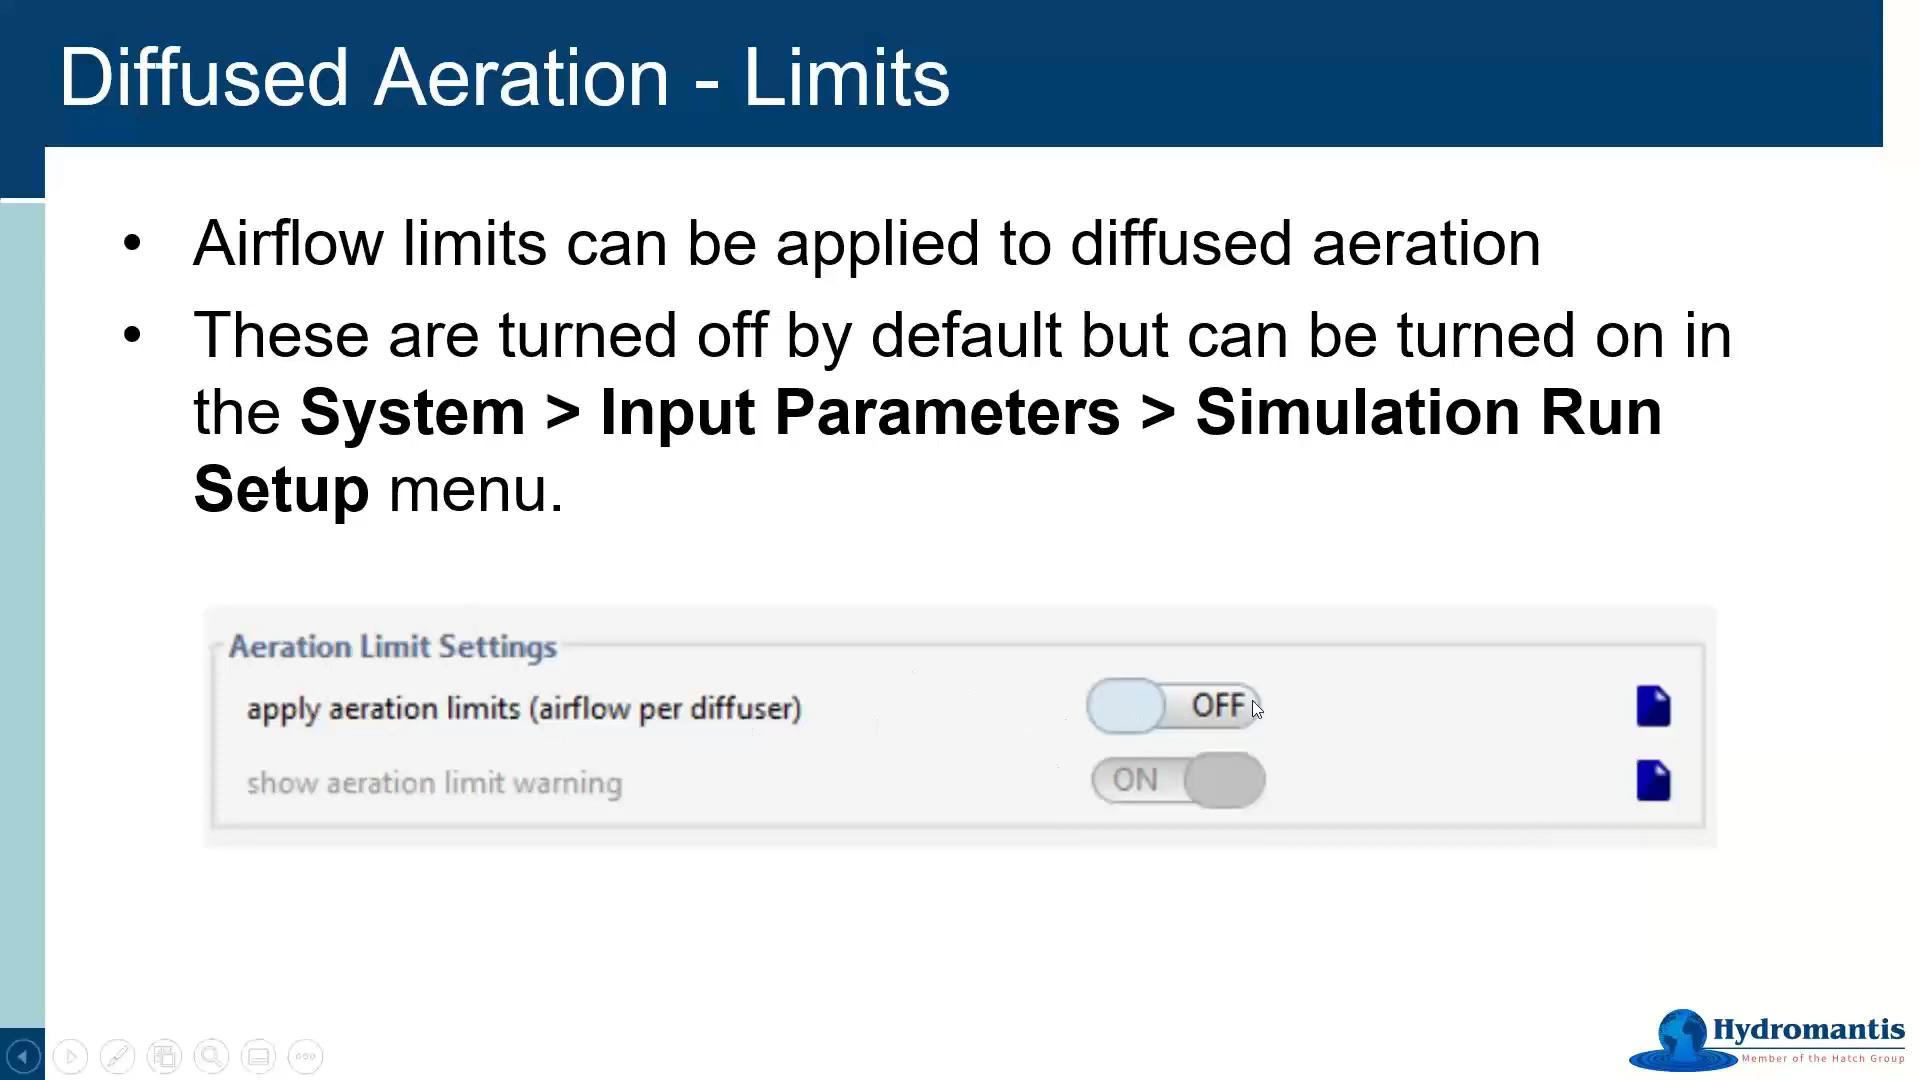 Diffused Aeration - Limits
• Airflow limits can be applied to diffused aeration
• These are turned off by default but can be turned on in
the System > Input Parameters > Simulation Run
Setup menu.
Aeration Limit Settings
apply aeration limits (airflow per diffuser) OFF
show aeration limit warning ON
Hydromantis
Member of the Hatch Group